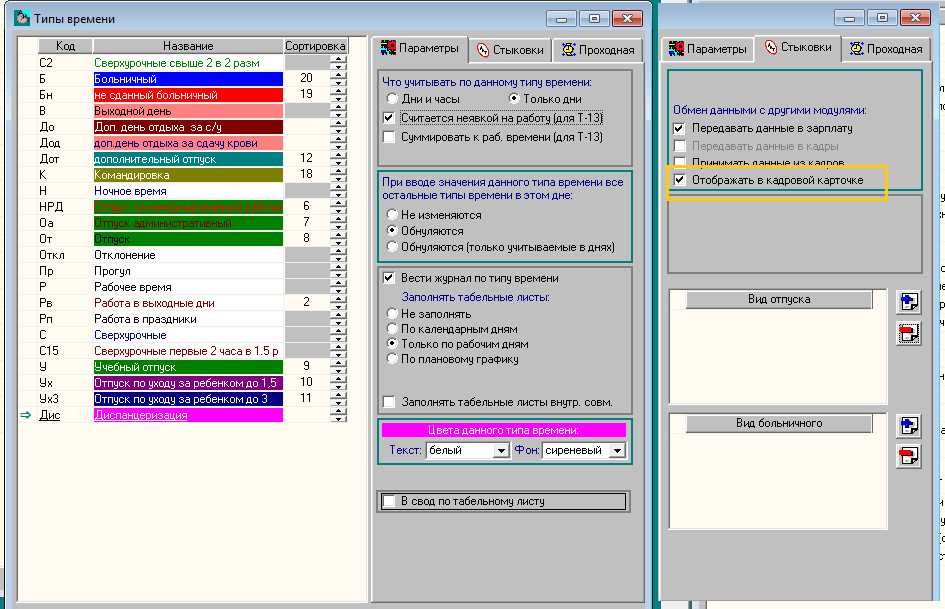 Типы времени
Код Название Сортировка
С2 Сверхурочные свыше 2 в 2 разм
Б Больничный 20
Бн не сданный больничный 19
В Выходной день
До Доп. день отдыха за с/у
Дод доп.день отдыха за сдачу крови
Дот дополнительный отпуск 12
К Командировка 18
Н Ночное время
НРД 6
Оа Отпуск административный 7
От Отпуск 8
Откл Отклонение
Пр Прогул
Р Рабочее время
Рв Работа в выходные дни 2
Рп Работа в праздники
С Сверхурочные
С15 Сверхурочные первые 2 часа в 1.5 р
У Учебный отпуск 9
Ух Отпуск по уходу за ребенком до 1,5 10
Ух3 Отпуск по уходу за ребенком до 3 11
Дис Диспанцеризация
Параметры Стыковки Проходная
Что учитывать по данному типу времени:
Дни и часы Только дни
Считается неявкой на работу (для Т-13)
Суммировать к раб. времени (для Т-13)
При вводе значения данного типа времени все
остальные типы времени в этом дне:
Не изменяются
Обнуляются
Обнуляются (только учитываемые в днях)
Вести журнал по типу времени
Заполнять табельные листы:
Не заполнять
По календарным дням
Только по рабочим дням
По плановому графику
Заполнять табельные листы внутр. совм.
Цвета данного типа времени:
Текст: белый Фон: сиреневый
В свод по табельному листу
Параметры Стыковки Проходная
Обмен данными с другими модулями:
Передавать данные в зарплату
Передавать данные в кадры
Принимать данные из кадров
Отображать в кадровой карточке
Вид отпуска
Вид больничного